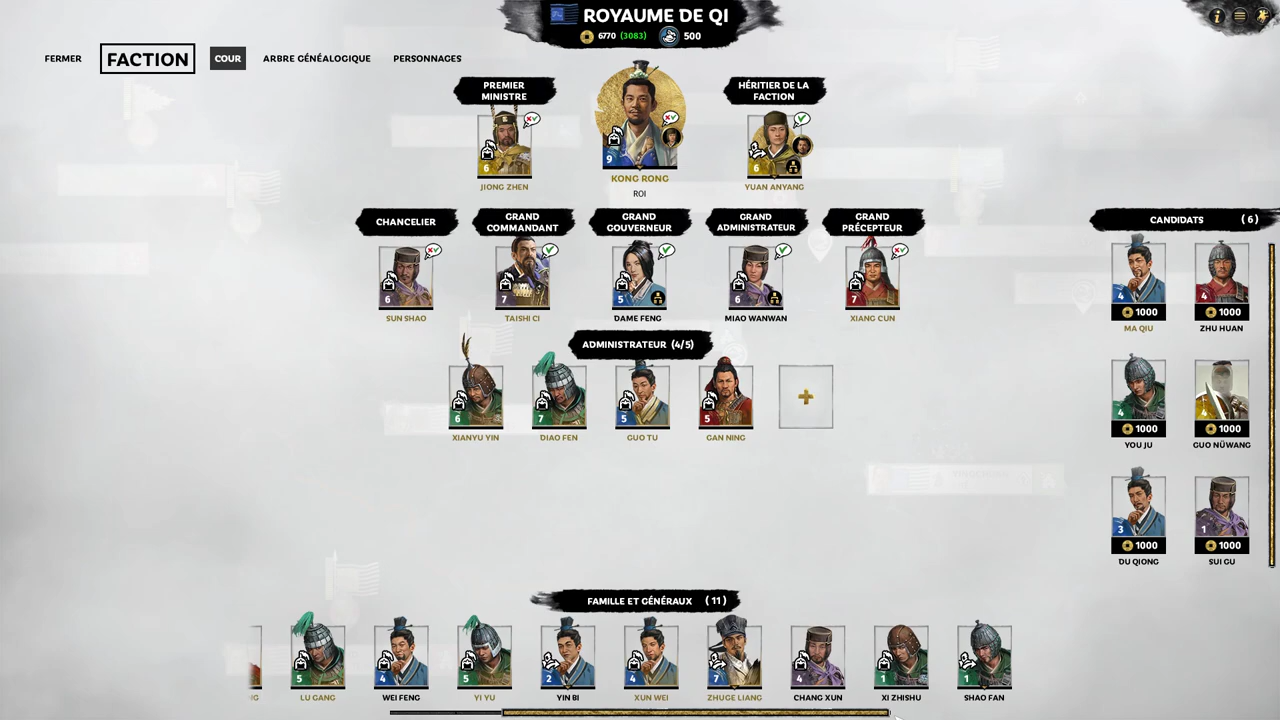 ROYAUME DE QI
6770 (3083) 500
FERMER FACTION COUR ARBRE GÉNÉALOGIQUE PERSONNAGES
PREMIER
MINISTRE
6
JIONG ZHEN
9
KONG RONG
ROI
HÉRITIER DE LA
FACTION
6
YUAN ANYANG
CHANCELIER
6
SUN SHAO
GRAND
COMMANDANT
7
TAISHI CI
GRAND
GOUVERNEUR
5
DAME FENG
GRAND
ADMINISTRATEUR
6
MIAO WANWAN
GRAND
PRÉCEPTEUR
7
XIANG CUN
ADMINISTRATEUR (4/5)
6
XIANYU YIN
7
DIAO FEN
5
GUO TU
5
GAN NING
CANDIDATS (6)
4
1000
MA QIU
4
1000
ZHU HUAN
4
1000
YOU JU
4
1000
GUO NÜWANG
3
1000
DU QIONG
1
1000
SUI GU
FAMILLE ET GÉNÉRAUX (11)
5
LU GANG
4
WEI FENG
5
YI YU
2
YIN BI
4
XUN WEI
7
ZHUGE LIANG
4
CHANG XUN
1
XI ZHISHU
1
SHAO FAN